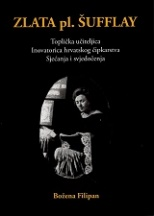 ZLATA pl. ŠUFFLAY
Toplička učiteljica
Inovatorica hrvatskog čipkarstva
Sjećanja i svjedočenja
Božena Filipan